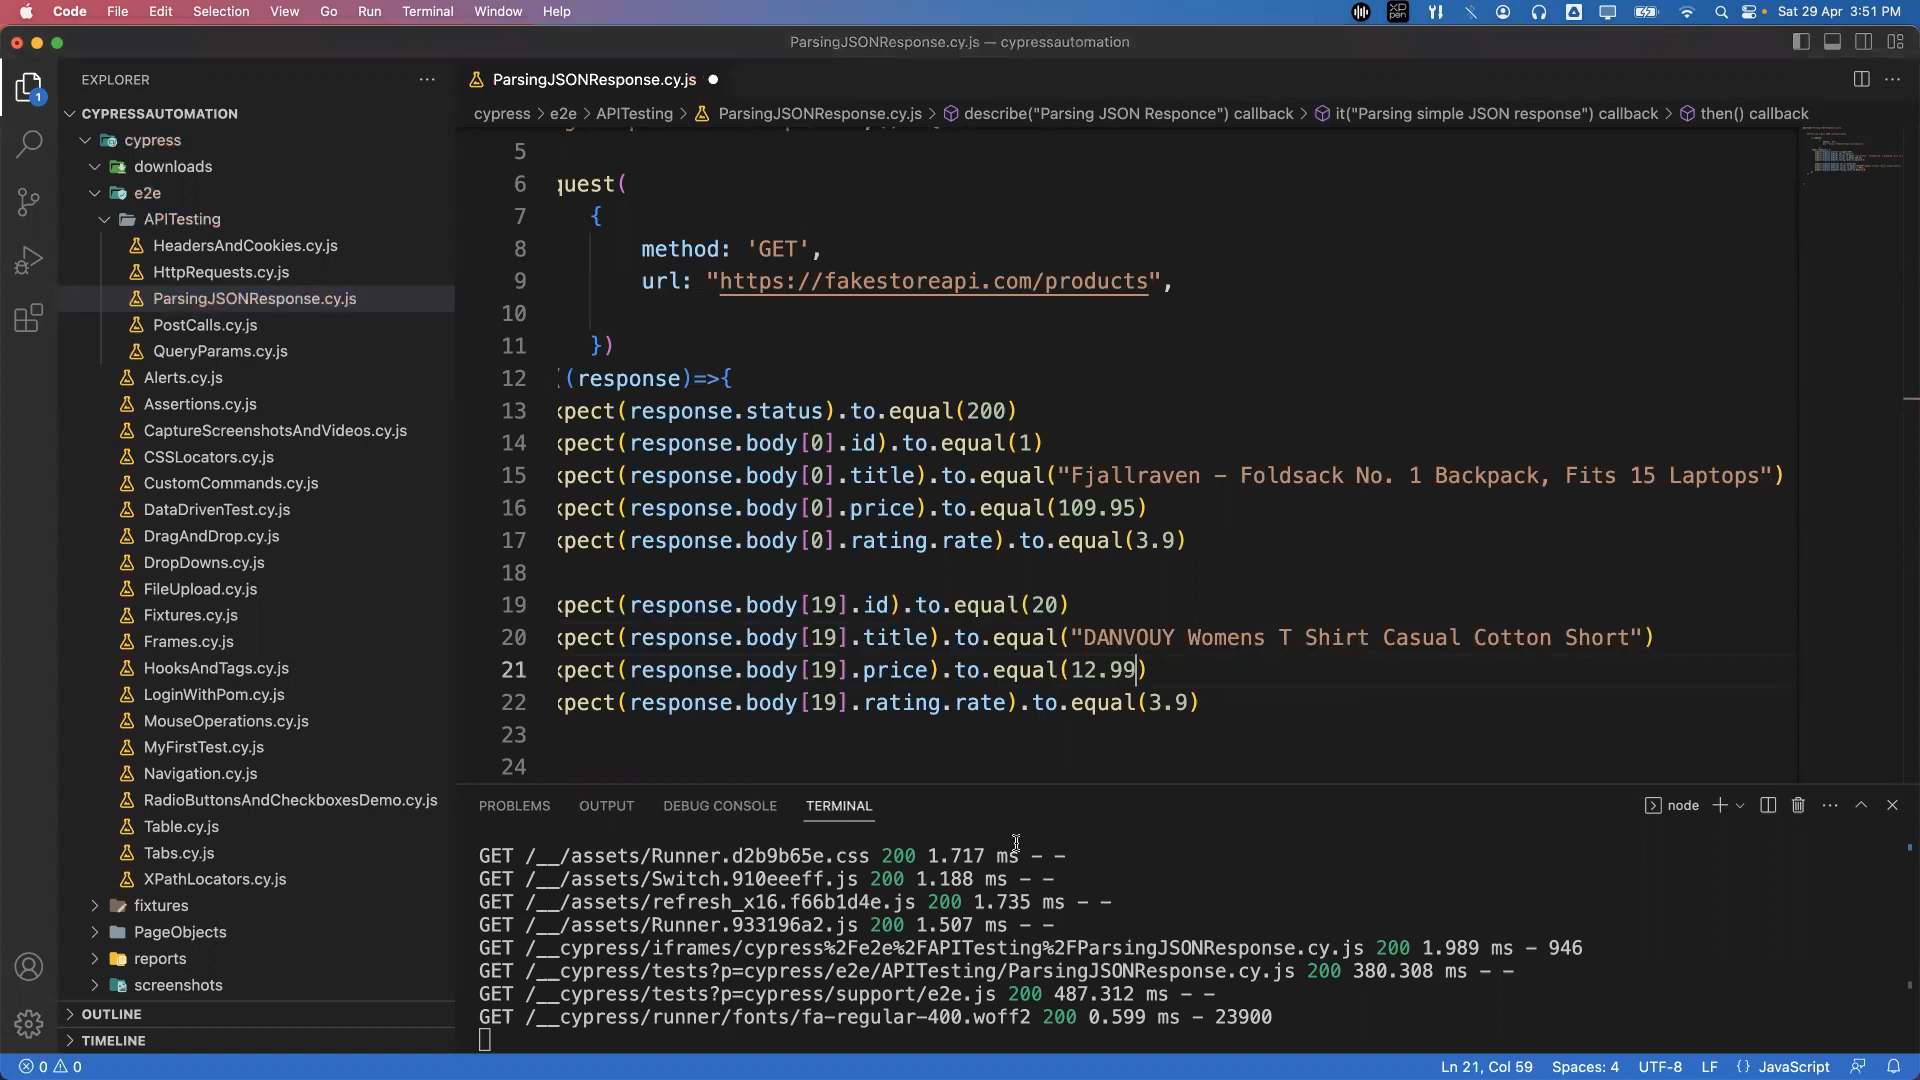 Code File Edit Selection View Go Run Terminal Window Help
XP pen
Sat 29 Apr 3:51 PM
ParsingJSONResponse.cy.js — cypressautomation
EXPLORER
ParsingJSONResponse.cy.js
1
CYPRESSAUTOMATION
cypress > e2e > APITesting > ParsingJSONResponse.cy.js > describe("Parsing JSON Responce") callback > it("Parsing simple JSON response") callback > then() callback
cypress
downloads
e2e
APITesting
HeadersAndCookies.cy.js
HttpRequests.cy.js
ParsingJSONResponse.cy.js
PostCalls.cy.js
QueryParams.cy.js
Alerts.cy.js
Assertions.cy.js
CaptureScreenshotsAndVideos.cy.js
CSSLocators.cy.js
CustomCommands.cy.js
DataDrivenTest.cy.js
DragAndDrop.cy.js
DropDowns.cy.js
FileUpload.cy.js
Fixtures.cy.js
Frames.cy.js
HooksAndTags.cy.js
LoginWithPom.cy.js
MouseOperations.cy.js
MyFirstTest.cy.js
Navigation.cy.js
RadioButtonsAndCheckboxesDemo.cy.js
Table.cy.js
Tabs.cy.js
XPathLocators.cy.js
fixtures
PageObjects
reports
screenshots
OUTLINE
TIMELINE
5
6 quest(
7 {
8 method: 'GET',
9 url: "https://fakestoreapi.com/products",
10
11 })
12 ((response)=>{
13 xpect(response.status).to.equal(200)
14 xpect(response.body[0].id).to.equal(1)
15 xpect(response.body[0].title).to.equal("Fjallraven - Foldsack No. 1 Backpack, Fits 15 Laptops")
16 xpect(response.body[0].price).to.equal(109.95)
17 xpect(response.body[0].rating.rate).to.equal(3.9)
18
19 xpect(response.body[19].id).to.equal(20)
20 xpect(response.body[19].title).to.equal("DANVOUY Womens T Shirt Casual Cotton Short")
21 xpect(response.body[19].price).to.equal(12.99)
22 xpect(response.body[19].rating.rate).to.equal(3.9)
23
24
PROBLEMS OUTPUT DEBUG CONSOLE TERMINAL
node
GET /__/assets/Runner.d2b9b65e.css 200 1.717 ms - -
GET /__/assets/Switch.910eeeff.js 200 1.188 ms - -
GET /__/assets/refresh_x16.f66b1d4e.js 200 1.735 ms - -
GET /__/assets/Runner.933196a2.js 200 1.507 ms - -
GET /__cypress/iframes/cypress%2Fe2e%2FAPITesting%2FParsingJSONResponse.cy.js 200 1.989 ms - 946
GET /__cypress/tests?p=cypress/e2e/APITesting/ParsingJSONResponse.cy.js 200 380.308 ms - -
GET /__cypress/tests?p=cypress/support/e2e.js 200 487.312 ms - -
GET /__cypress/runner/fonts/fa-regular-400.woff2 200 0.599 ms - 23900
0 0
Ln 21, Col 59 Spaces: 4 UTF-8 LF {} JavaScript